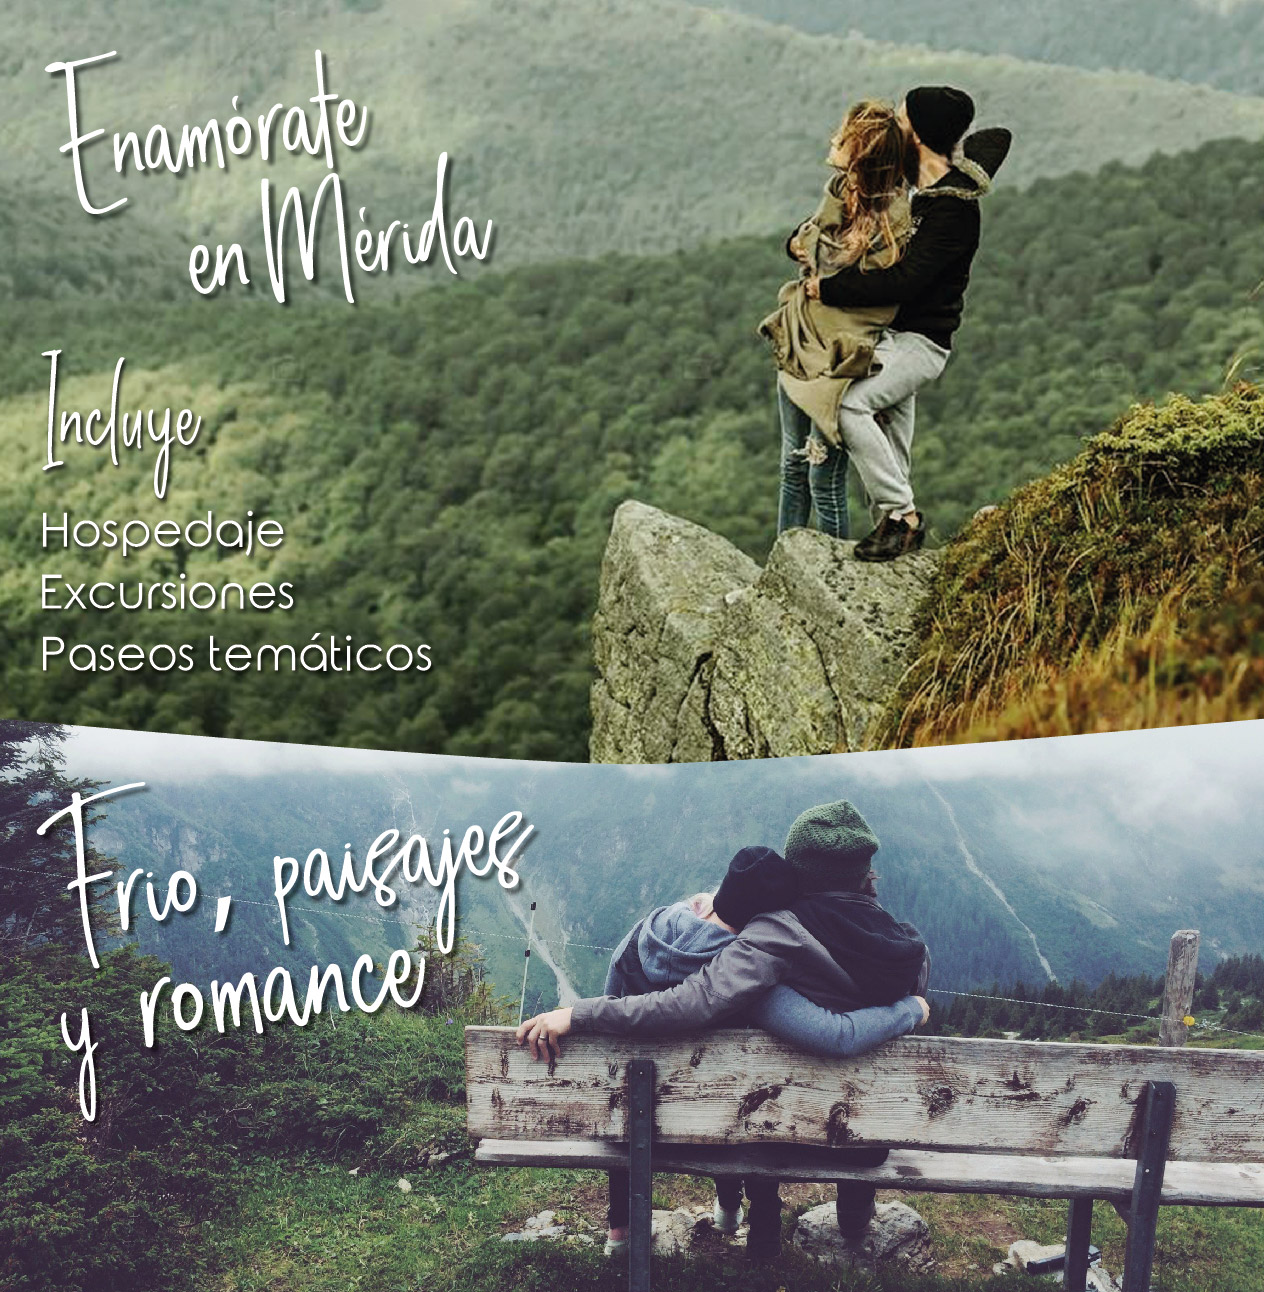 Enamórate
en Mérida
Incluye
Hospedaje
Excursiones
Paseos temáticos
Frio, paisajes
y romance